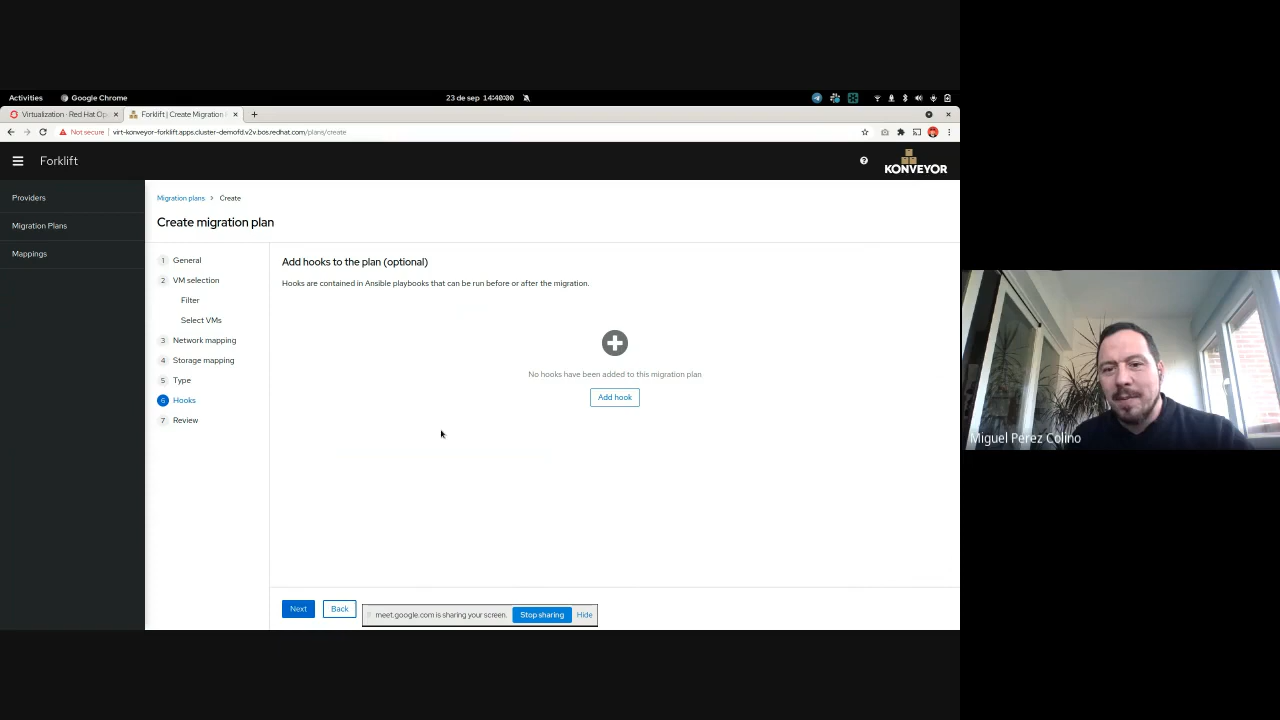 Activities
Google Chrome
23 de sep 14:40:00
Virtualization · Red Hat Op
Forklift | Create Migration
Not secure
virt-konveyor-forklift.apps.cluster-demofd.v2v.bos.redhat.com/plans/create
Forklift
KONVEYOR
Providers
Migration Plans
Mappings
Migration plans > Create
Create migration plan
1 General
2 VM selection
Filter
Select VMs
3 Network mapping
4 Storage mapping
5 Type
6 Hooks
7 Review
Add hooks to the plan (optional)
Hooks are contained in Ansible playbooks that can be run before or after the migration.
No hooks have been added to this migration plan
Add hook
Next
Back
meet.google.com is sharing your screen.
Stop sharing
Hide
Miguel Pérez Colino